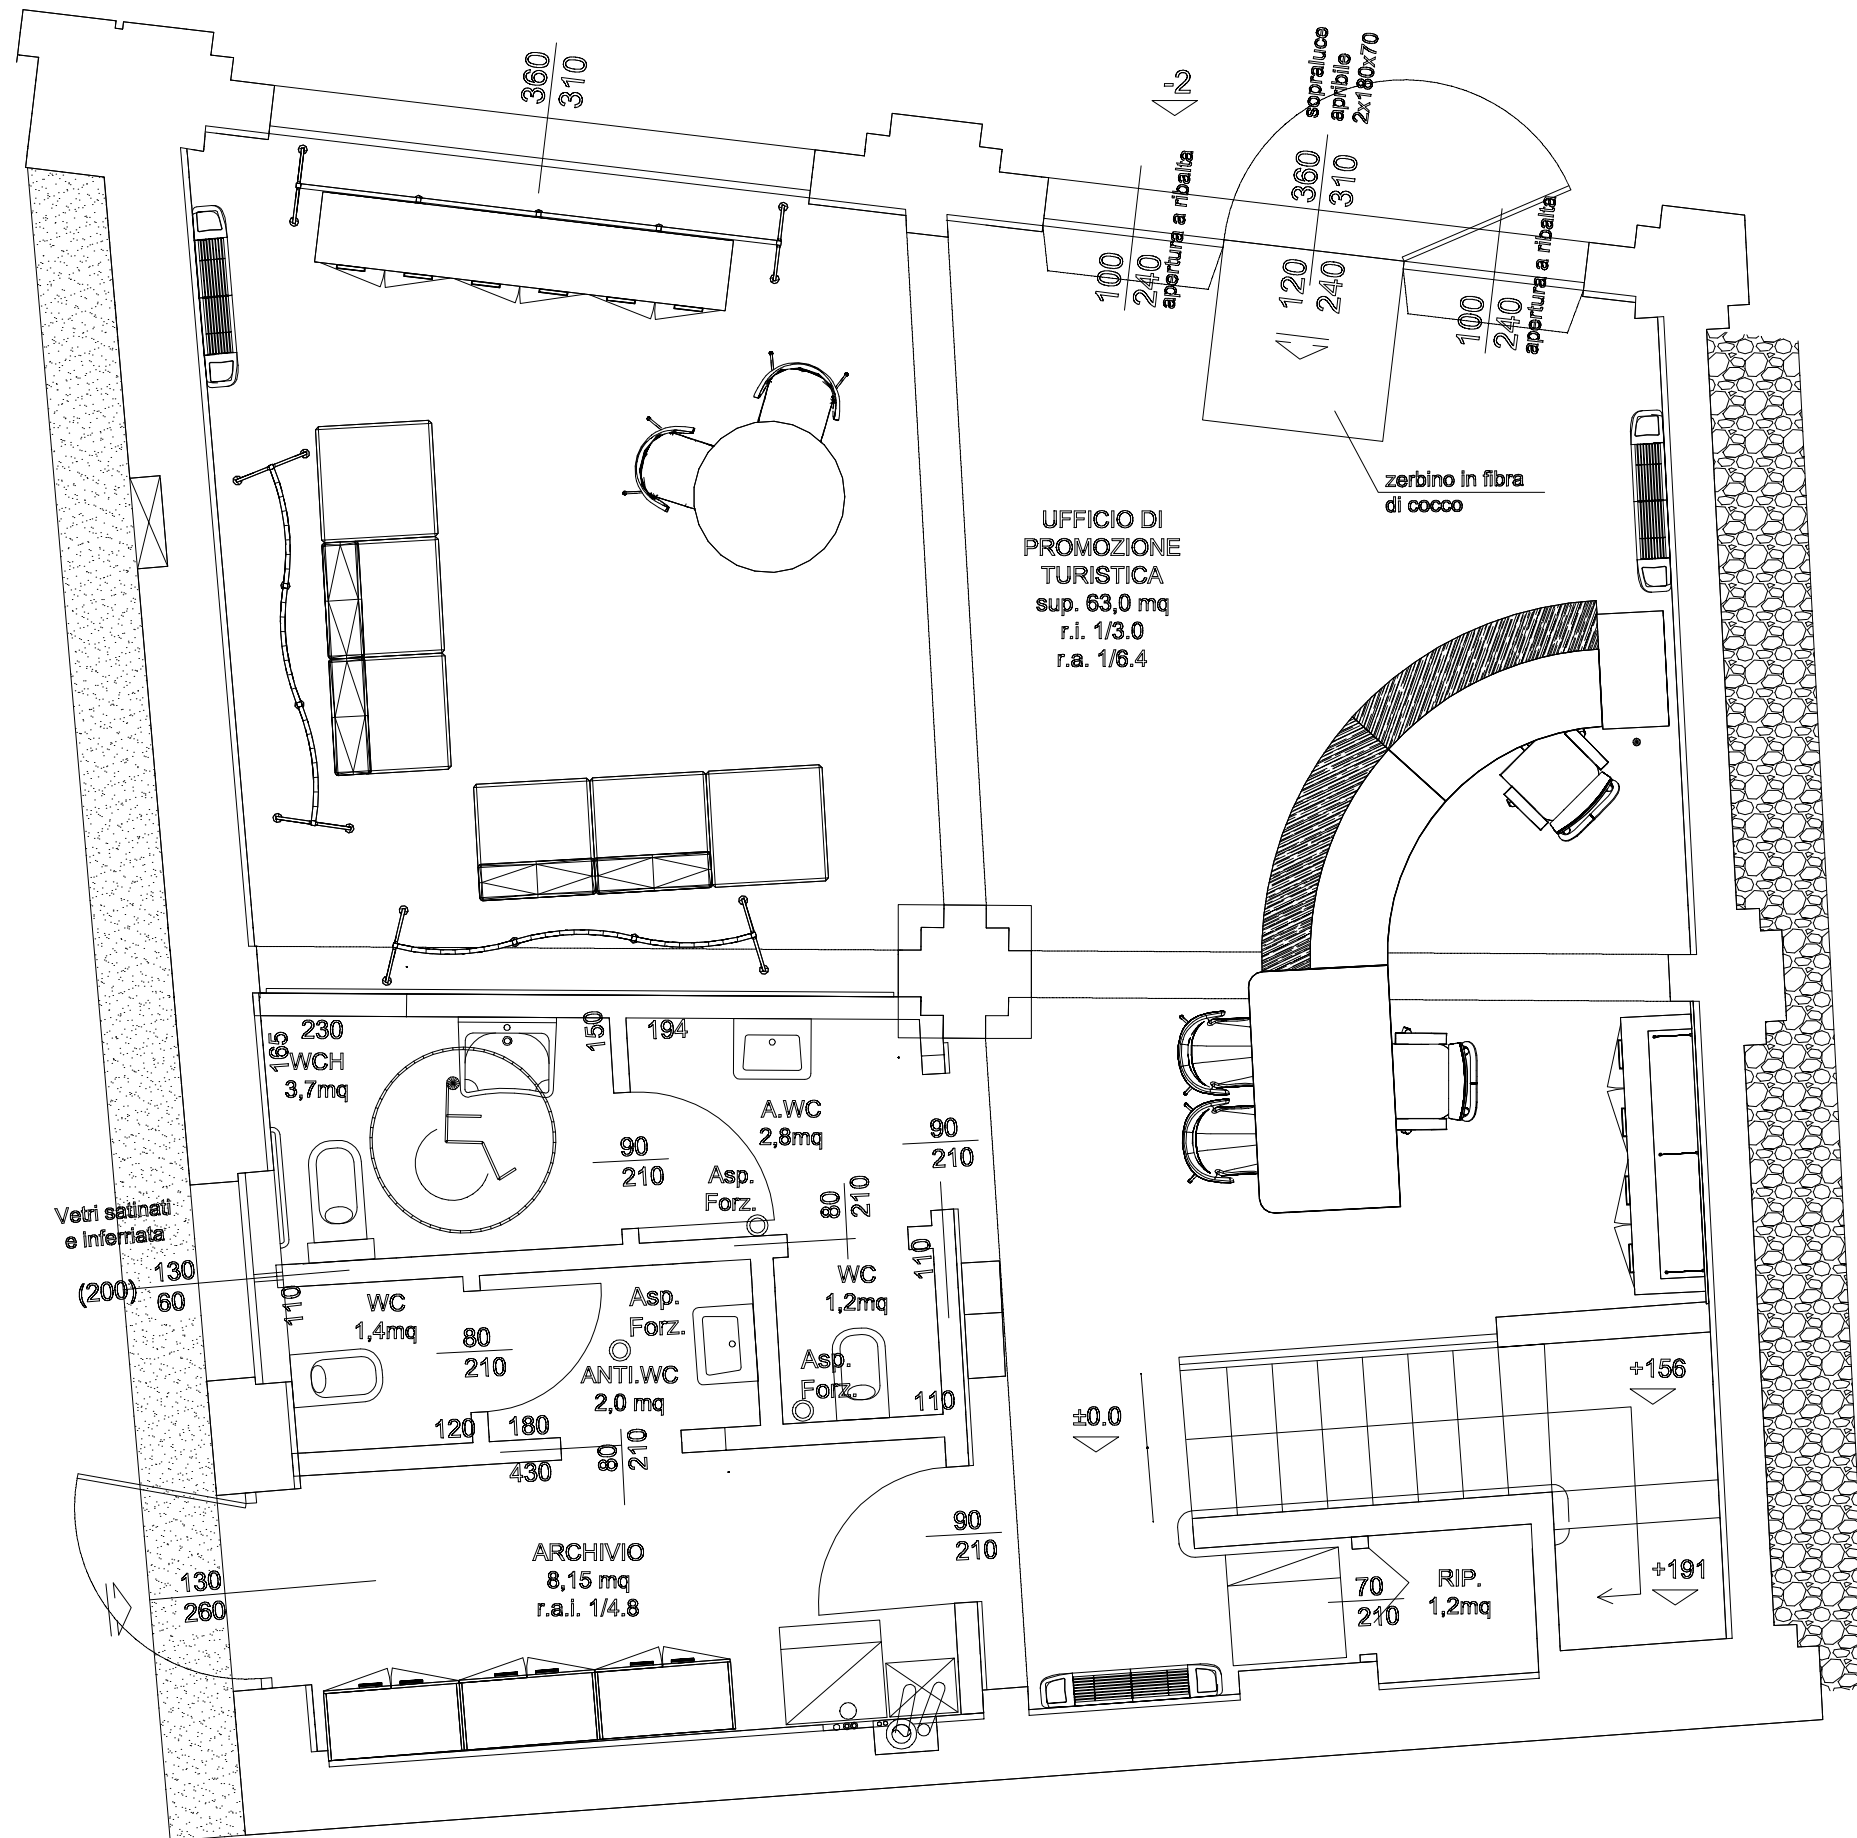 360
310
-2
sopraluce
apribile
2x180x70
360
310
apertura a ribalta
100
240
120
240
apertura a ribalta
100
240
zerbino in fibra
di cocco
UFFICIO DI
PROMOZIONE
TURISTICA
sup. 63,0 mq
r.i. 1/3.0
r.a. 1/6.4
230
165
WCH
3,7mq
150
194
A.WC
2,8mq
90
210
90
210
Asp.
Forz.
80
210
Vetri satinati
e inferriata
(200)
130
60
110
WC
1,4mq
80
210
Asp.
Forz.
ANTI.WC
2,0 mq
110
WC
1,2mq
Asp.
Forz.
110
120
180
430
80
210
±0.0
+156
+191
130
260
ARCHIVIO
8,15 mq
r.a.i. 1/4.8
90
210
70
210
RIP.
1,2mq